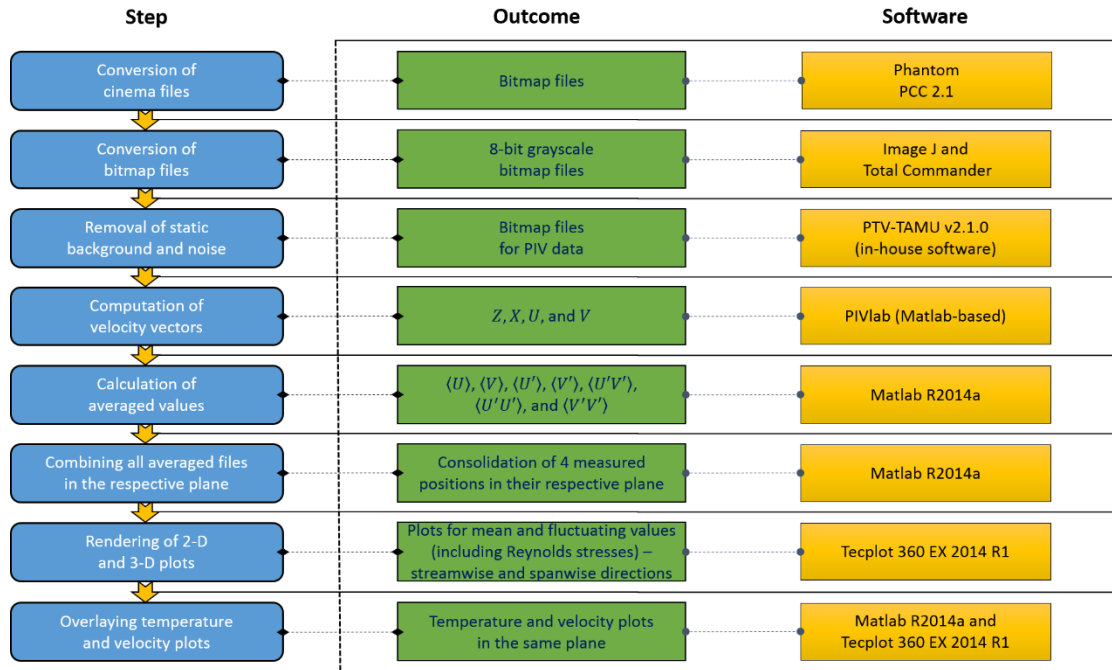 Step
Outcome
Software
Conversion of
cinema files
Bitmap files
Phantom
PCC 2.1
Conversion of
bitmap files
8-bit grayscale
bitmap files
Image J and
Total Commander
Removal of static
background and noise
Bitmap files
for PIV data
PTV-TAMU v2.1.0
(in-house software)
Computation of
velocity vectors
Z, X, U, and V
PIVlab (Matlab-based)
Calculation of
averaged values
⟨U⟩, ⟨V⟩, ⟨U′⟩, ⟨V′⟩, ⟨U′V′⟩,
⟨U′U′⟩, and ⟨V′V′⟩
Matlab R2014a
Combining all averaged files
in the respective plane
Consolidation of 4 measured
positions in their respective plane
Matlab R2014a
Rendering of 2-D
and 3-D plots
Plots for mean and fluctuating values
(including Reynolds stresses) –
streamwise and spanwise directions
Tecplot 360 EX 2014 R1
Overlaying temperature
and velocity plots
Temperature and velocity plots
in the same plane
Matlab R2014a and
Tecplot 360 EX 2014 R1